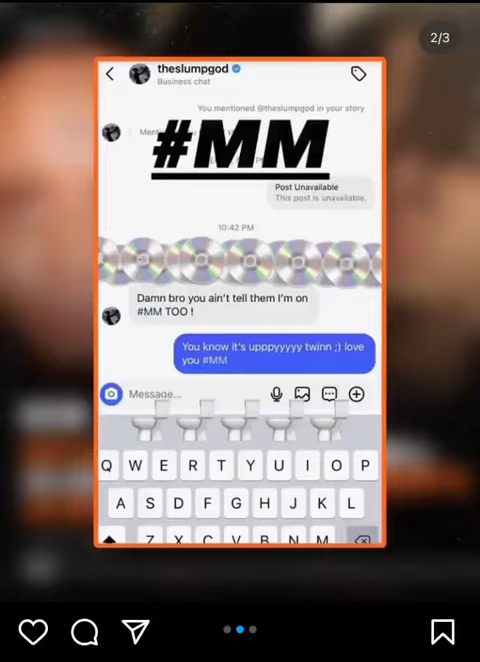 2/3
theslumpgod
Business chat
You mentioned @theslumpgod in your story
#MM
Post Unavailable
This post is unavailable.
10:42 PM
Damn bro you ain't tell them I'm on
#MM TOO !
You know it's upppyyyyy twinn ;) love
you #MM
Message...
Q W E R T Y U I O P
A S D F G H J K L
Z X C V B N M